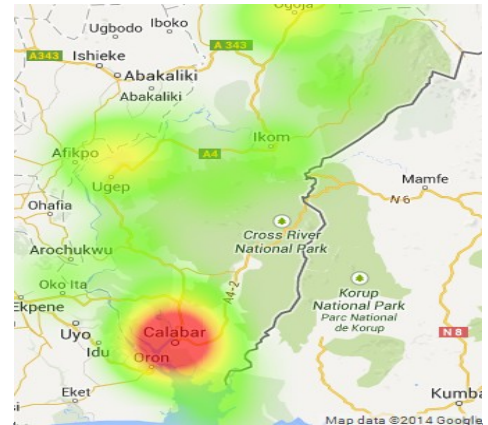 Ogoja
Iboko
Ugbodo
A 343
A343
Ishieke
Abakaliki
Abakaliki
Ikom
Afikpo
A4
Ugep
Mamfe
N 6
Ohafia
Cross River
National Park
Arochukwu
A4-2
Oko Ita
Korup
National Park
Parc National
de Korup
Ekpene
Uyo
Calabar
N 8
Idu
Oron
Eket
Kumba
si
Map data ©2014 Google